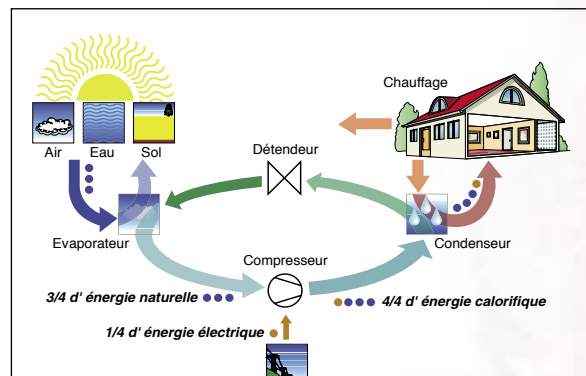 Chauffage
Air Eau Sol
Détendeur
Evaporateur
Condenseur
Compresseur
3/4 d' énergie naturelle
4/4 d' énergie calorifique
1/4 d' énergie électrique